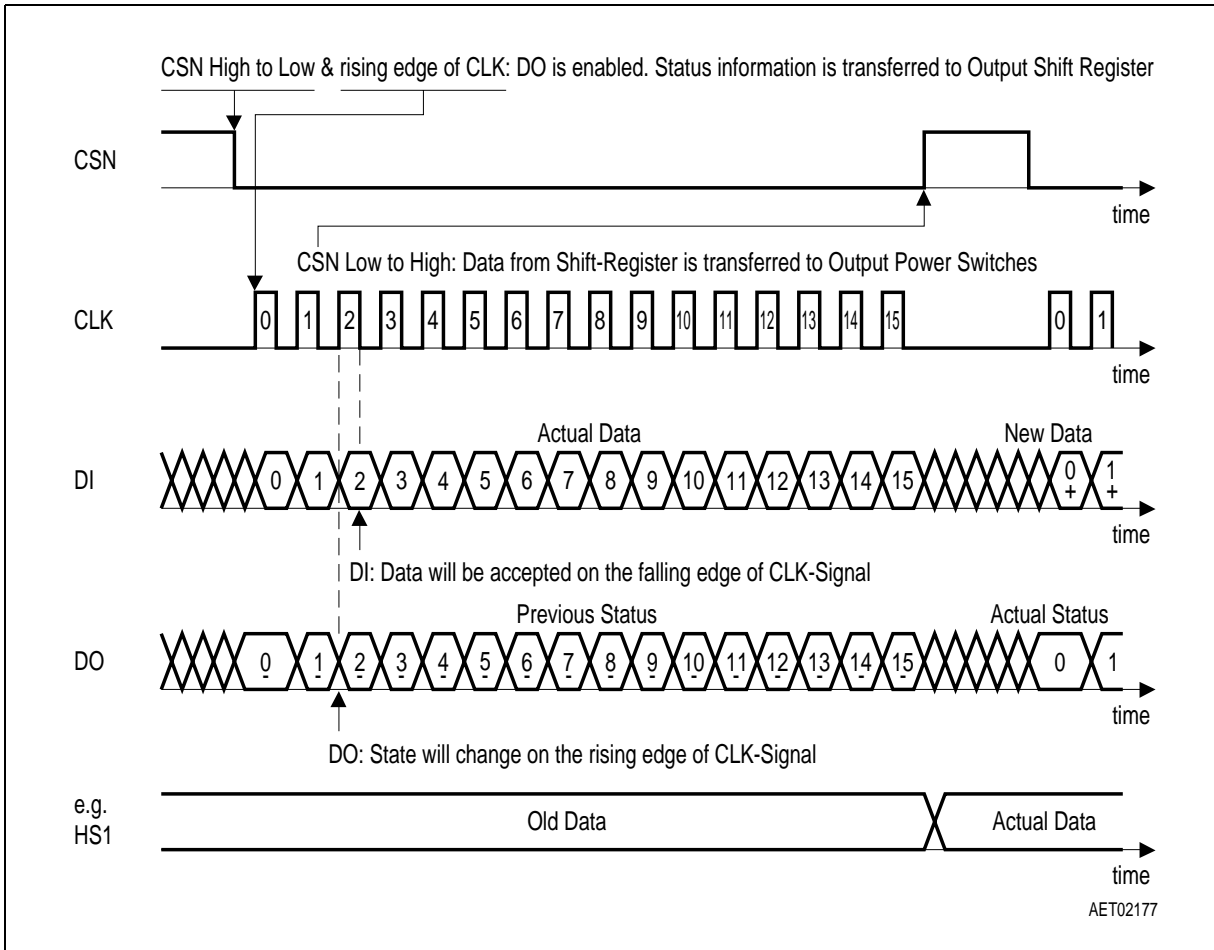 CSN High to Low & rising edge of CLK: DO is enabled. Status information is transferred to Output Shift Register
CSN
time
CSN Low to High: Data from Shift-Register is transferred to Output Power Switches
CLK
0 1 2 3 4 5 6 7 8 9 10 11 12 13 14 15 0 1
time
Actual Data
New Data
DI
0 1 2 3 4 5 6 7 8 9 10 11 12 13 14 15 0+ 1+
time
DI: Data will be accepted on the falling edge of CLK-Signal
Previous Status
Actual Status
DO
0- 1- 2- 3- 4- 5- 6- 7- 8- 9- 10- 11- 12- 13- 14- 15- 0 1
time
DO: State will change on the rising edge of CLK-Signal
e.g.
HS1
Old Data
Actual Data
time
AET02177